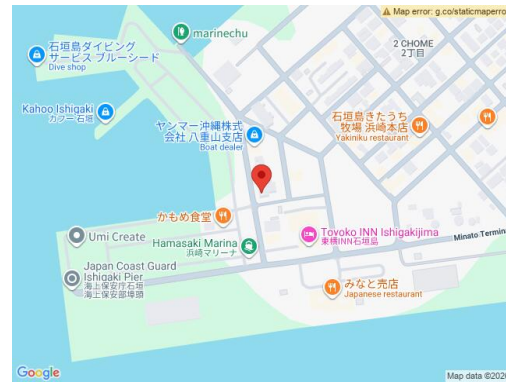 Map error: g.co/staticmaperro
marinechu
2 CHOME
2丁目
石垣島ダイビング
サービス ブルーシード
Dive shop
Kahoo Ishigaki
カフー 石垣
ヤンマー沖縄株式
会社 八重山支店
Boat dealer
石垣島きたうち
牧場 浜崎本店
Yakiniku restaurant
かもめ食堂
Umi Create
Hamasaki Marina
浜崎マリーナ
Toyoko INN Ishigakijima
東横INN石垣島
Minato Termina
Japan Coast Guard
Ishigaki Pier
海上保安庁石垣
海上保安部埠頭
みなと売店
Japanese restaurant
Google
Map data ©2026